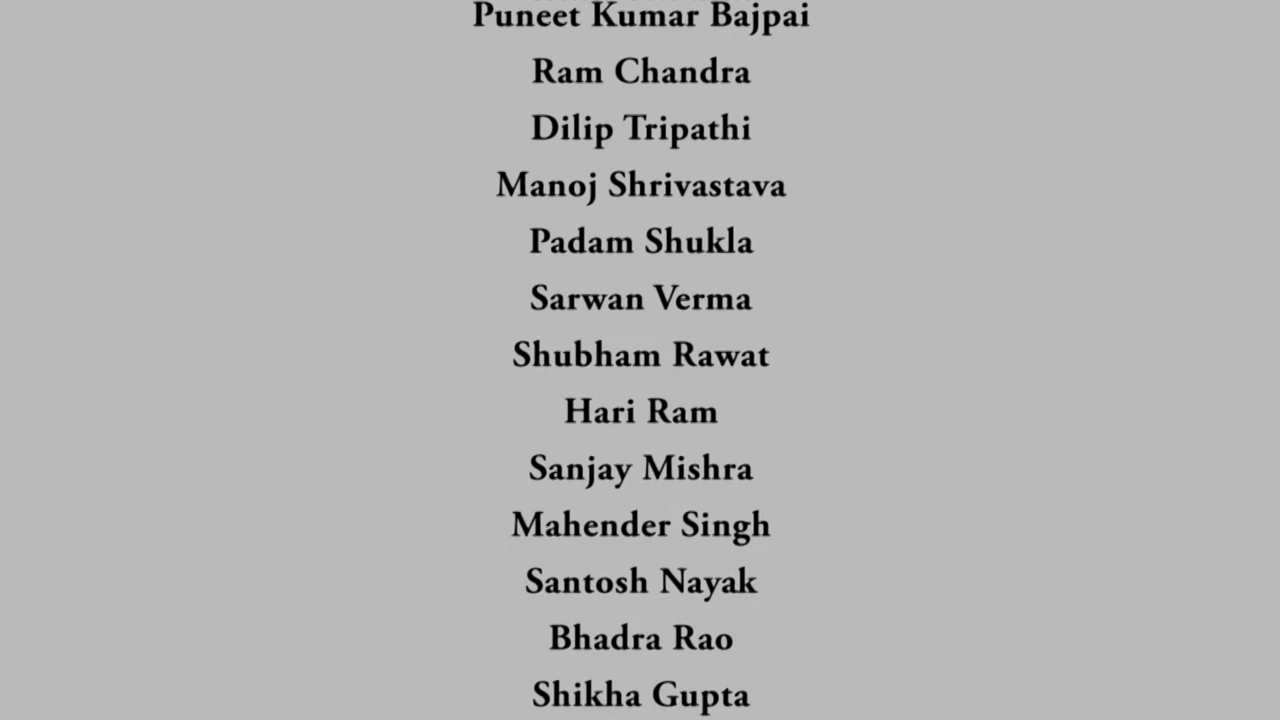 Puneet Kumar Bajpai
Ram Chandra
Dilip Tripathi
Manoj Shrivastava
Padam Shukla
Sarwan Verma
Shubham Rawat
Hari Ram
Sanjay Mishra
Mahender Singh
Santosh Nayak
Bhadra Rao
Shikha Gupta